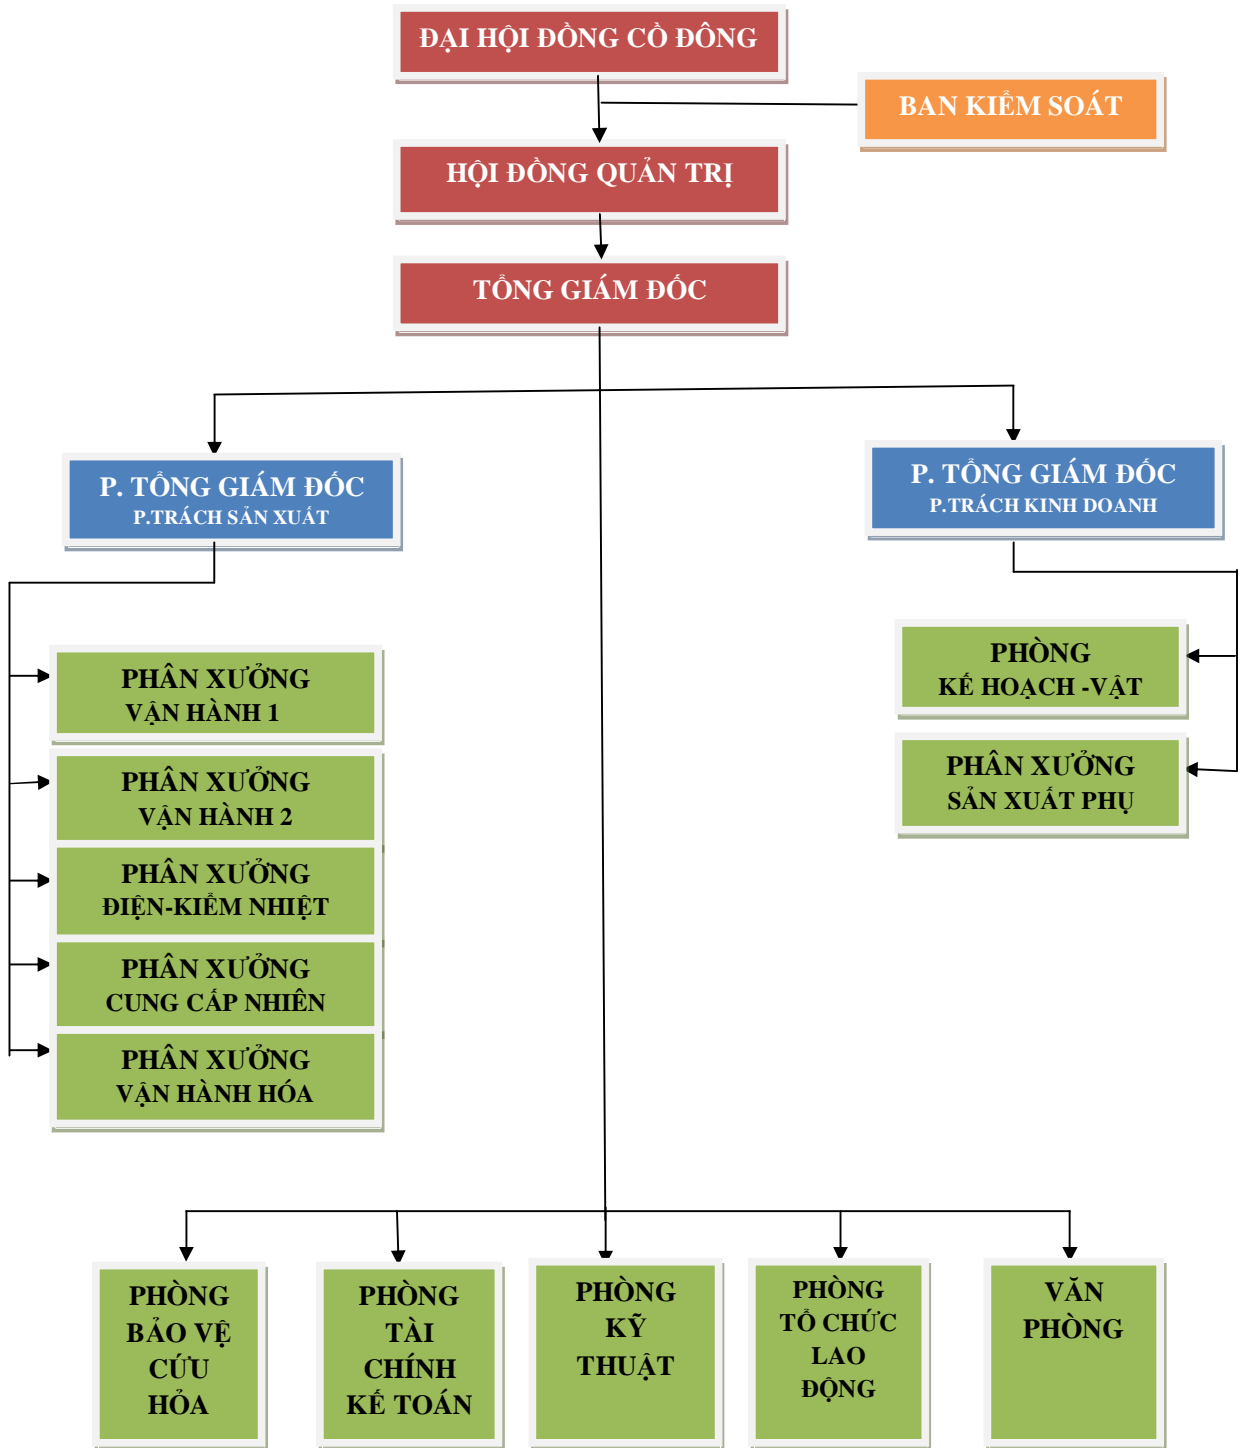 ĐẠI HỘI ĐỒNG CỔ ĐÔNG
BAN KIỂM SOÁT
HỘI ĐỒNG QUẢN TRỊ
TỔNG GIÁM ĐỐC
P. TỔNG GIÁM ĐỐC
P.TRÁCH SẢN XUẤT
P. TỔNG GIÁM ĐỐC
P.TRÁCH KINH DOANH
PHÂN XƯỞNG
VẬN HÀNH 1
PHÂN XƯỞNG
VẬN HÀNH 2
PHÂN XƯỞNG
ĐIỆN-KIỂM NHIỆT
PHÂN XƯỞNG
CUNG CẤP NHIÊN
PHÂN XƯỞNG
VẬN HÀNH HÓA
PHÒNG
KẾ HOẠCH -VẬT
PHÂN XƯỞNG
SẢN XUẤT PHỤ
PHÒNG
BẢO VỆ
CỨU
HỎA
PHÒNG
TÀI
CHÍNH
KẾ TOÁN
PHÒNG
KỸ
THUẬT
PHÒNG
TỔ CHỨC
LAO
ĐỘNG
VĂN
PHÒNG